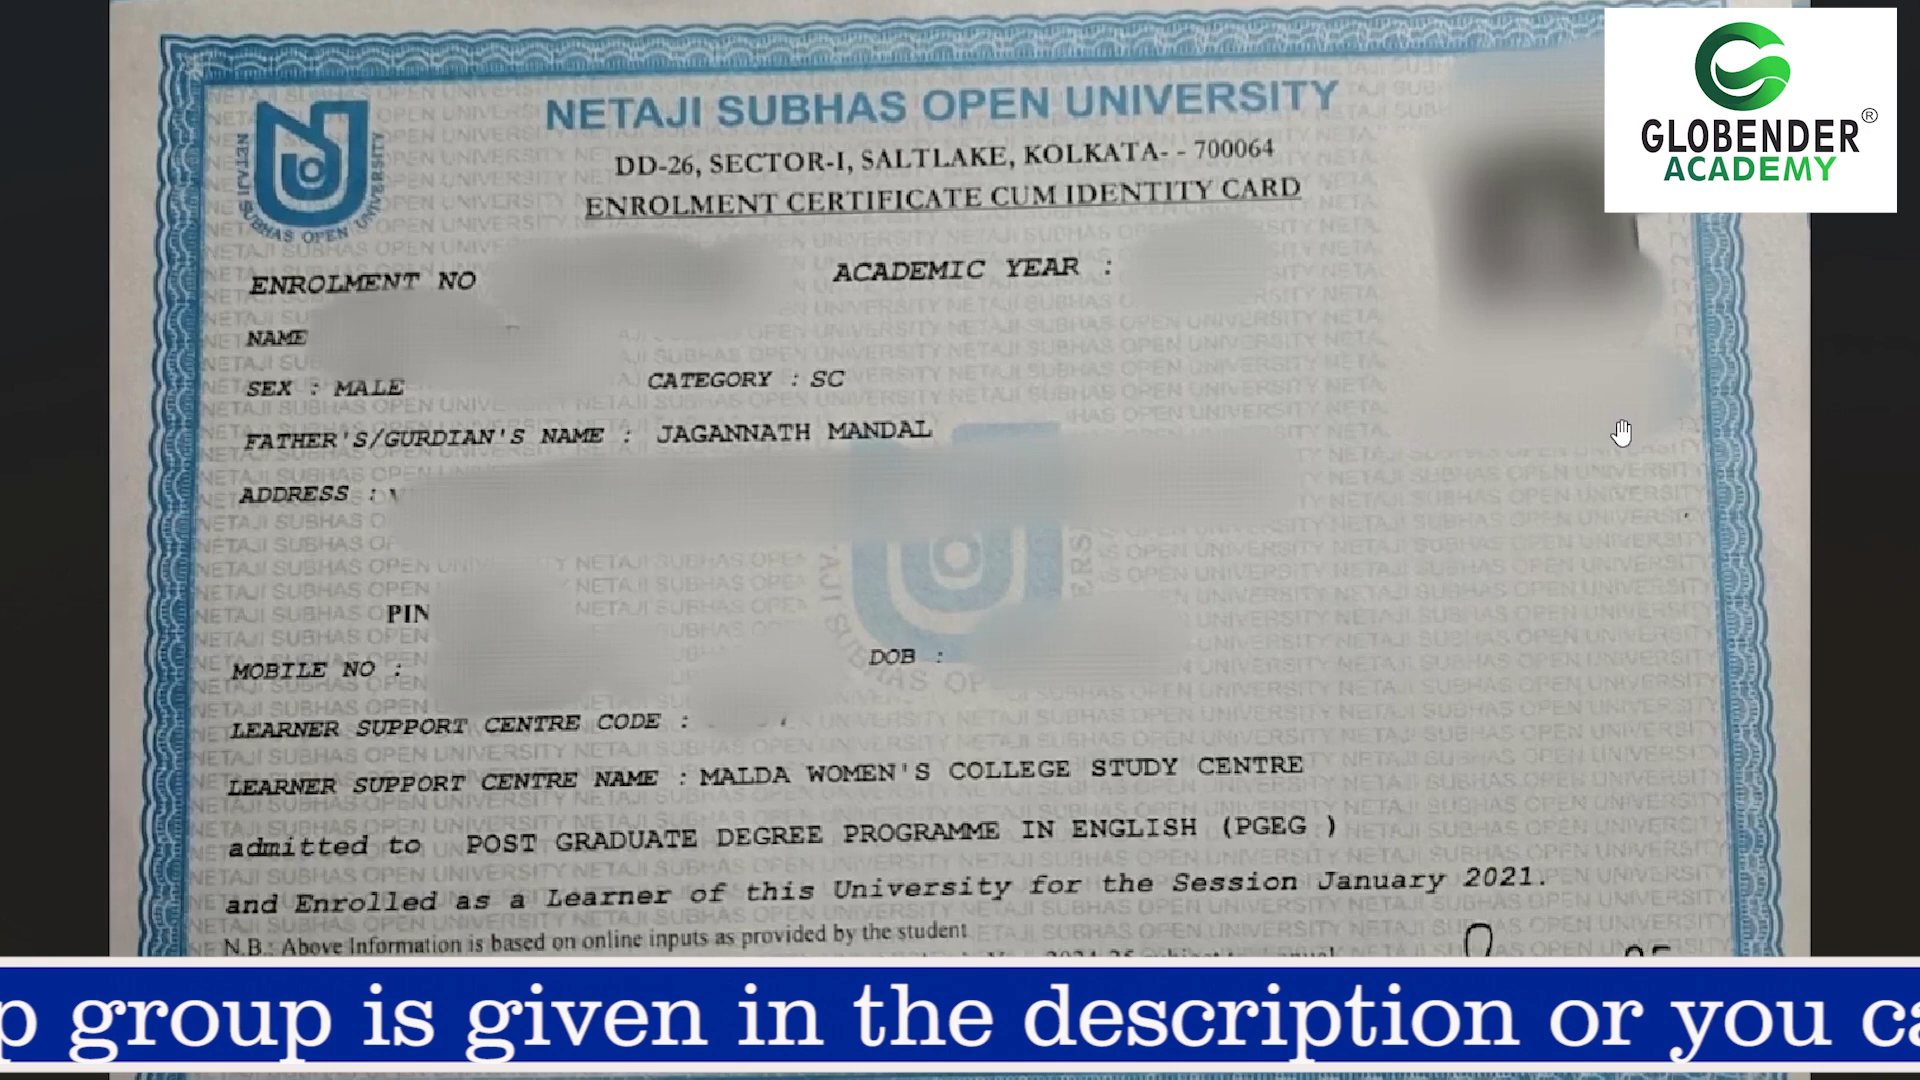 NETAJI SUBHAS OPEN UNIVERSITY
DD-26, SECTOR-I, SALTLAKE, KOLKATA- - 700064
ENROLMENT CERTIFICATE CUM IDENTITY CARD
GLOBENDER®
ACADEMY
NETAJI SUBHAS OPEN UNIVERSITY
ENROLMENT NO
ACADEMIC YEAR :
NAME
SEX : MALE
CATEGORY : SC
FATHER'S/GURDIAN'S NAME : JAGANNATH MANDAL
ADDRESS :
PIN
MOBILE NO :
DOB :
LEARNER SUPPORT CENTRE CODE :
LEARNER SUPPORT CENTRE NAME : MALDA WOMEN'S COLLEGE STUDY CENTRE
admitted to POST GRADUATE DEGREE PROGRAMME IN ENGLISH (PGEG )
and Enrolled as a Learner of this University for the Session January 2021.
N.B.: Above Information is based on online inputs as provided by the student
p group is given in the description or you ca